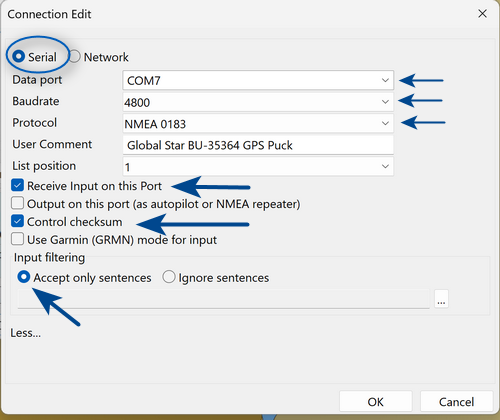 Connection Edit
Serial Network
Data port COM7
Baudrate 4800
Protocol NMEA 0183
User Comment Global Star BU-35364 GPS Puck
List position 1
Receive Input on this Port
Output on this port (as autopilot or NMEA repeater)
Control checksum
Use Garmin (GRMN) mode for input
Input filtering
Accept only sentences Ignore sentences
...
Less...
OK Cancel